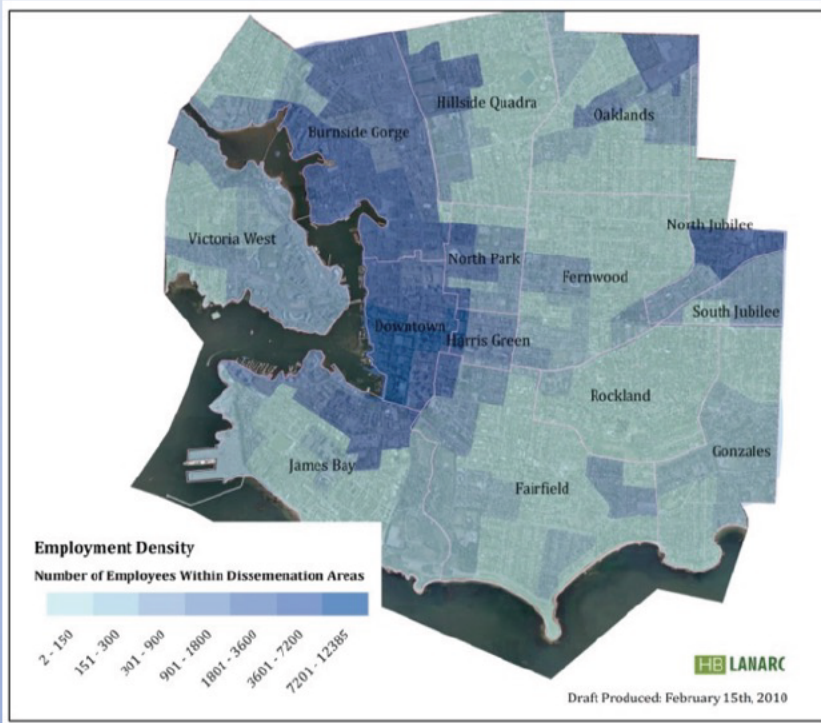 Hillside Quadra
Oaklands
Burnside Gorge
North Jubilee
Victoria West
North Park
Fernwood
South Jubilee
Downtown
Harris Green
Rockland
Gonzales
James Bay
Fairfield
Employment Density
Number of Employees Within Dissemenation Areas
2 - 150
151 - 300
301 - 900
901 - 1800
1801 - 3600
3601 - 7200
7201 - 12385
HB LANARC
Draft Produced: February 15th, 2010